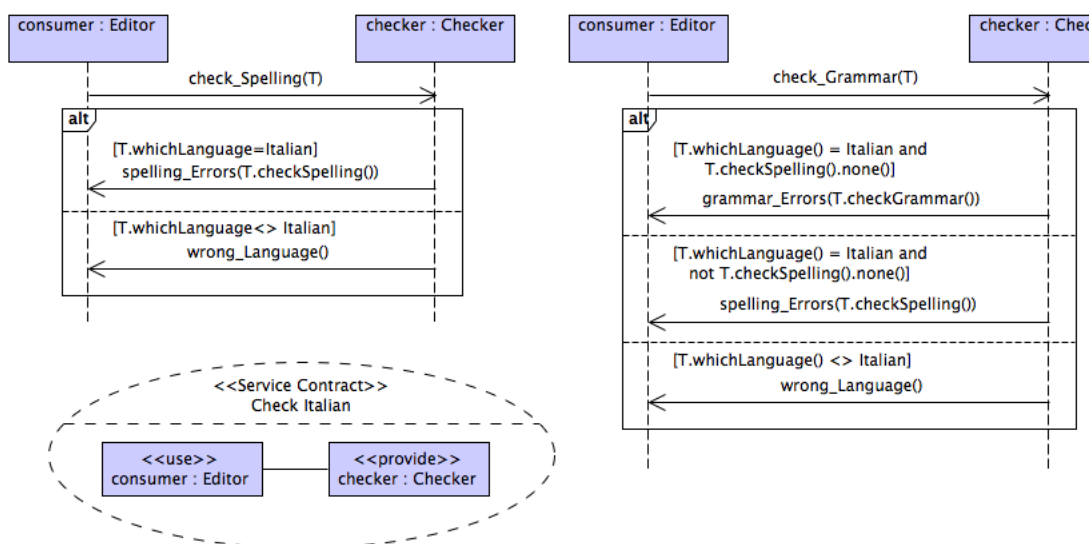 consumer : Editor
checker : Checker
check_Spelling(T)
alt
[T.whichLanguage=Italian]
spelling_Errors(T.checkSpelling())
[T.whichLanguage<> Italian]
wrong_Language()
<<Service Contract>>
Check Italian
<<use>>
consumer : Editor
<<provide>>
checker : Checker
consumer : Editor
checker : Chec
check_Grammar(T)
alt
[T.whichLanguage() = Italian and
T.checkSpelling().none()]
grammar_Errors(T.checkGrammar())
[T.whichLanguage() = Italian and
not T.checkSpelling().none()]
spelling_Errors(T.checkSpelling())
[T.whichLanguage() <> Italian]
wrong_Language()